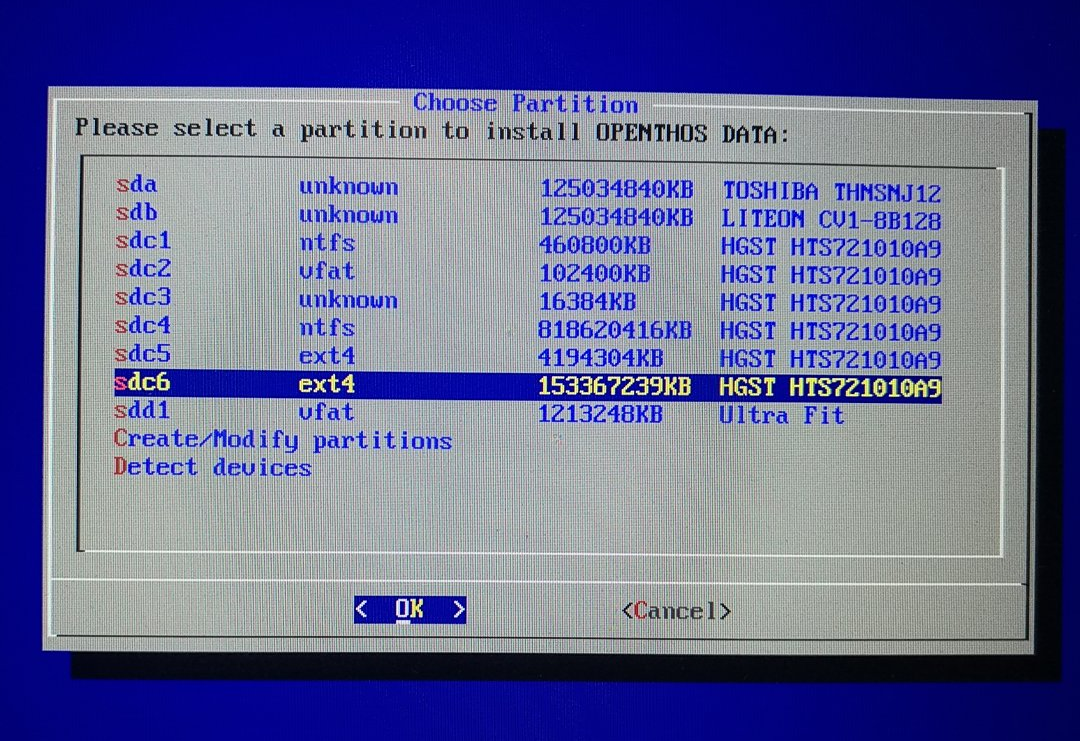 Choose Partition
Please select a partition to install OPENTHOS DATA:
sda unknown 125034840KB TOSHIBA THNSNJ12
sdb unknown 125034840KB LITEON CV1-8B128
sdc1 ntfs 460800KB HGST HTS721010A9
sdc2 vfat 102400KB HGST HTS721010A9
sdc3 unknown 16384KB HGST HTS721010A9
sdc4 ntfs 818620416KB HGST HTS721010A9
sdc5 ext4 4194304KB HGST HTS721010A9
sdc6 ext4 153367239KB HGST HTS721010A9
sdd1 vfat 1213248KB Ultra Fit
Create/Modify partitions
Detect devices
< OK > <Cancel>